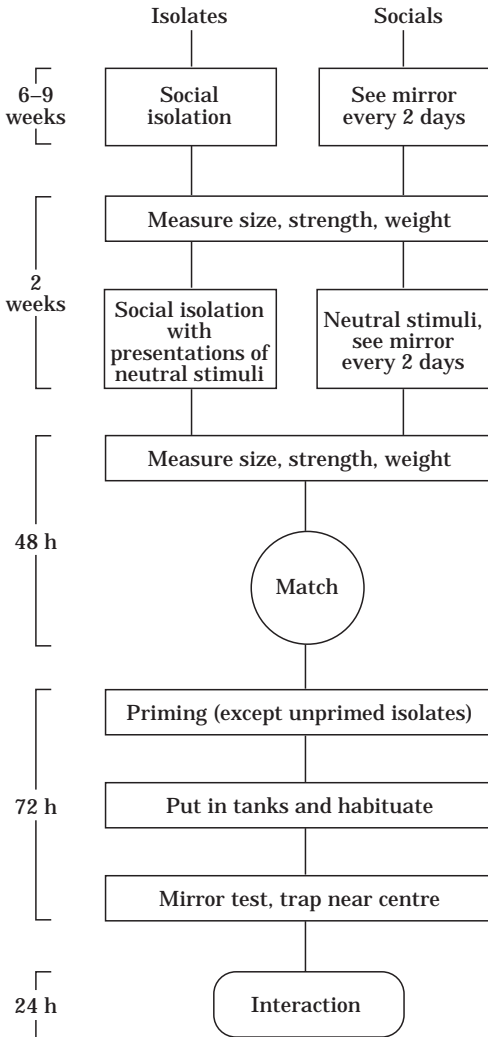 Isolates Socials
6–9
weeks
Social
isolation
See mirror
every 2 days
Measure size, strength, weight
2
weeks
Social isolation
with
presentations of
neutral stimuli
Neutral stimuli,
see mirror
every 2 days
Measure size, strength, weight
48 h
Match
Priming (except unprimed isolates)
72 h
Put in tanks and habituate
Mirror test, trap near centre
24 h
Interaction